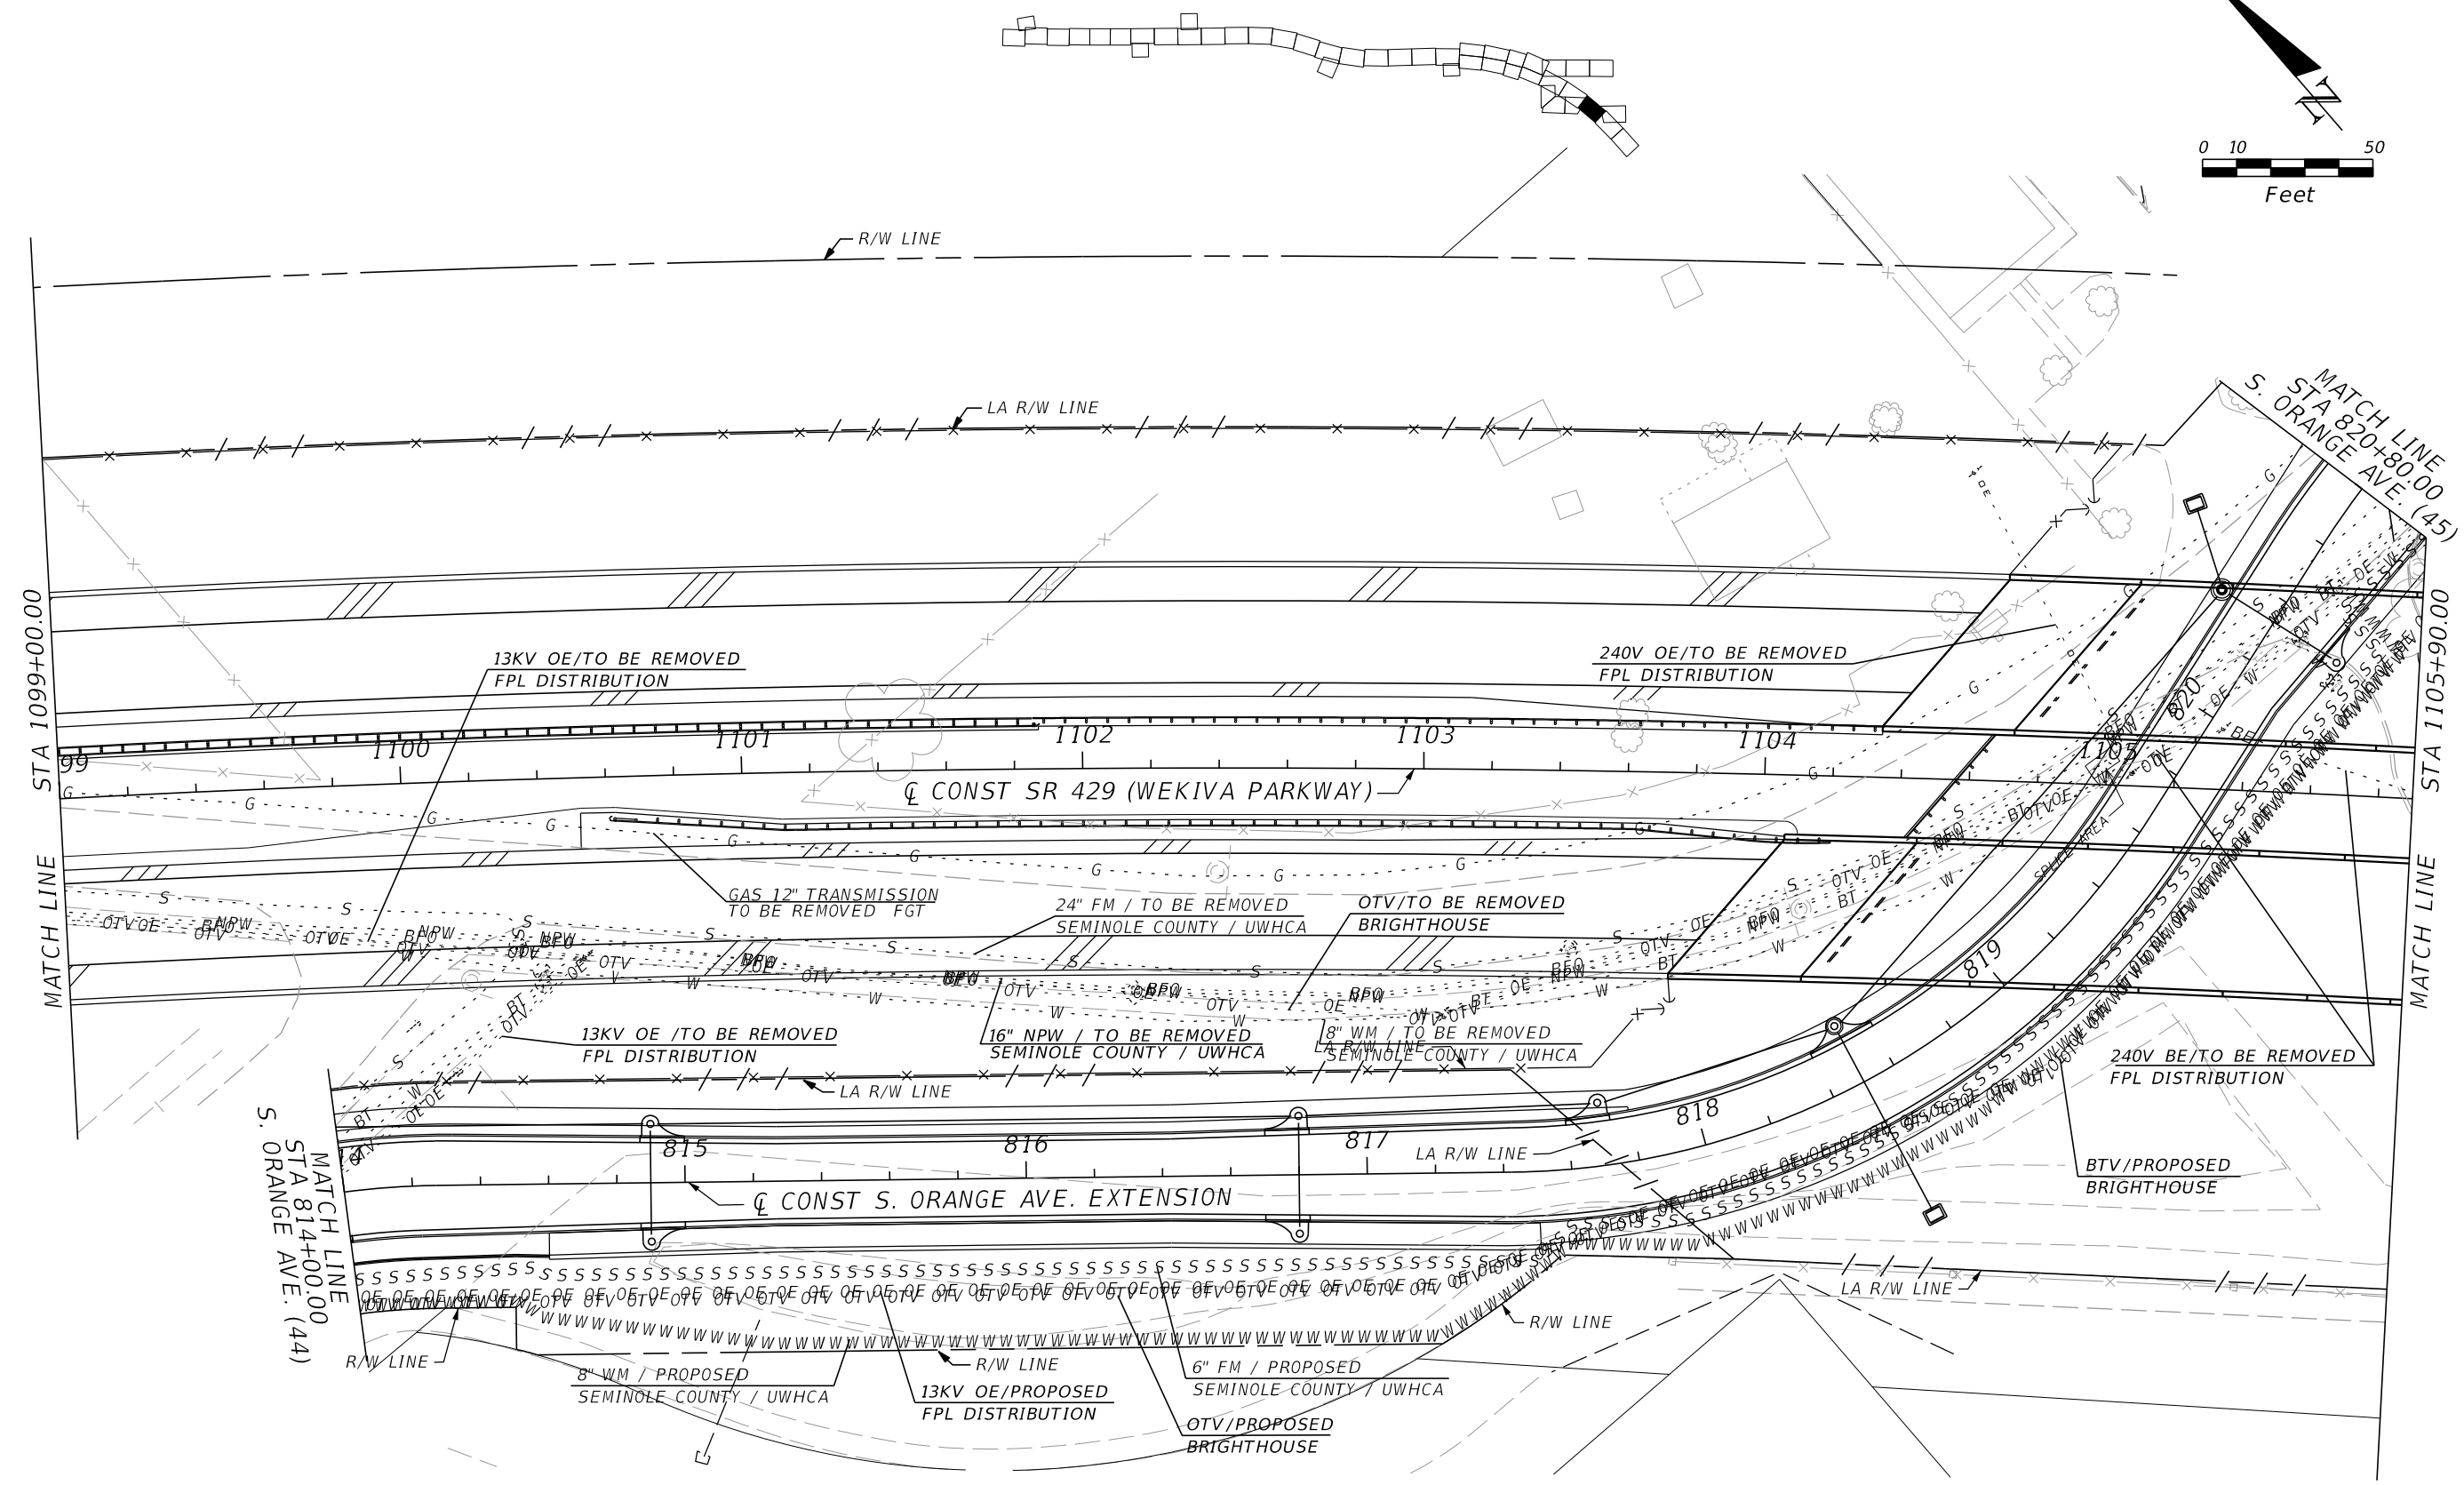 0 10 50
Feet
R/W LINE
LA R/W LINE
MATCH LINE
STA 820+80.00
S. ORANGE AVE. (45)
MATCH LINE STA 1099+00.00
13KV OE/TO BE REMOVED
FPL DISTRIBUTION
240V OE/TO BE REMOVED
FPL DISTRIBUTION
99 1100 1101 1102 1103 1104 1105
℄ CONST SR 429 (WEKIVA PARKWAY)
MATCH LINE STA 1105+90.00
820
SPLICE AREA
GAS 12" TRANSMISSION
TO BE REMOVED FGT
24" FM / TO BE REMOVED
SEMINOLE COUNTY / UWHCA
OTV/TO BE REMOVED
BRIGHTHOUSE
819
13KV OE /TO BE REMOVED
FPL DISTRIBUTION
16" NPW / TO BE REMOVED
SEMINOLE COUNTY / UWHCA
8" WM / TO BE REMOVED
SEMINOLE COUNTY / UWHCA
LA R/W LINE
240V BE/TO BE REMOVED
FPL DISTRIBUTION
LA R/W LINE
818
815 816 817
LA R/W LINE
BTV/PROPOSED
BRIGHTHOUSE
MATCH LINE
STA 814+00.00
S. ORANGE AVE. (44)
℄ CONST S. ORANGE AVE. EXTENSION
LA R/W LINE
R/W LINE
R/W LINE
R/W LINE
8" WM / PROPOSED
SEMINOLE COUNTY / UWHCA
13KV OE/PROPOSED
FPL DISTRIBUTION
6" FM / PROPOSED
SEMINOLE COUNTY / UWHCA
OTV/PROPOSED
BRIGHTHOUSE